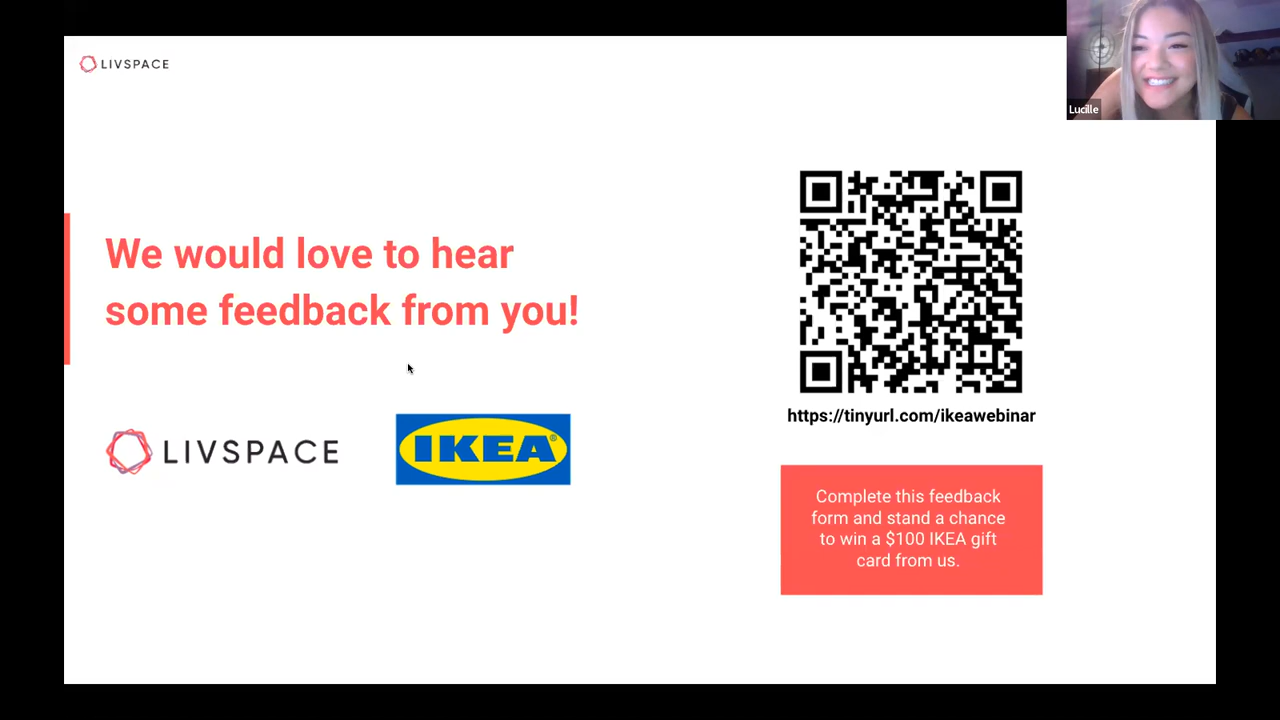 LIVSPACE
Lucille
We would love to hear
some feedback from you!
LIVSPACE
IKEA®
https://tinyurl.com/ikeawebinar
Complete this feedback
form and stand a chance
to win a $100 IKEA gift
card from us.